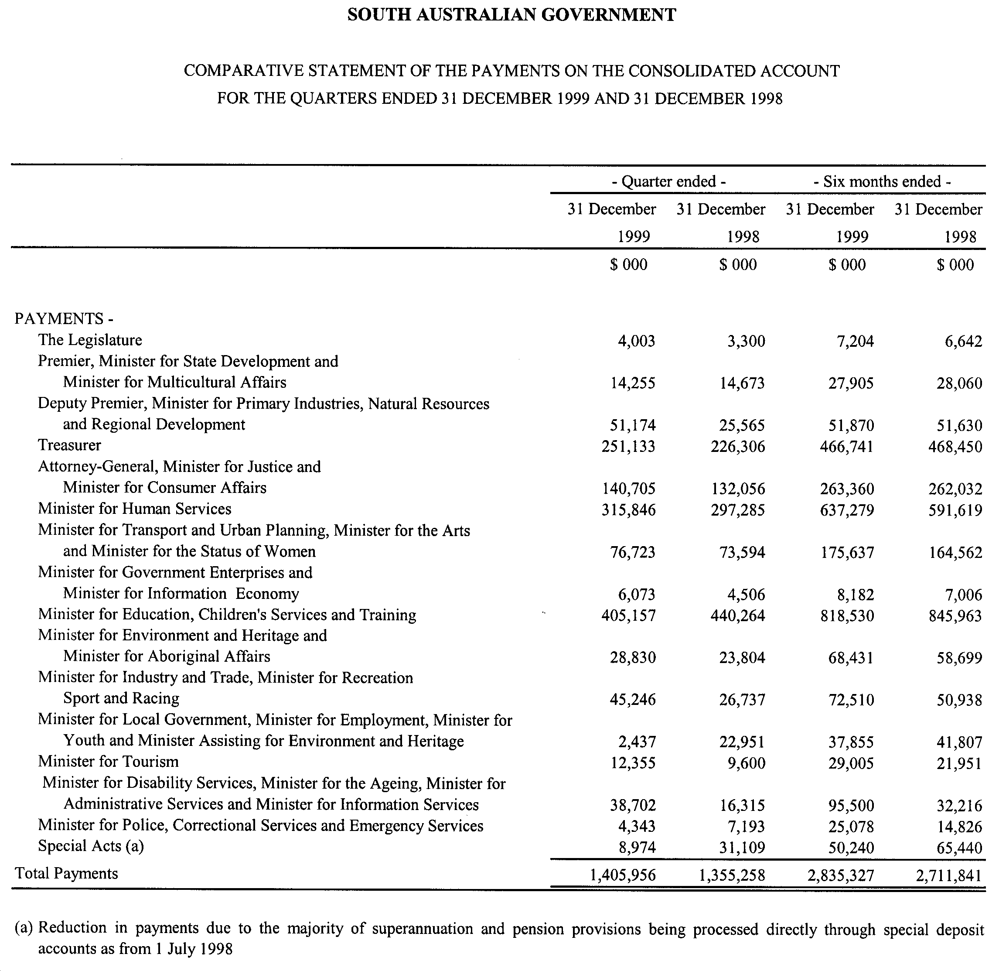 SOUTH AUSTRALIAN GOVERNMENT
COMPARATIVE STATEMENT OF THE PAYMENTS ON THE CONSOLIDATED ACCOUNT
FOR THE QUARTERS ENDED 31 DECEMBER 1999 AND 31 DECEMBER 1998
- Quarter ended - - Six months ended -
31 December 31 December 31 December 31 December
1999 1998 1999 1998
$ 000 $ 000 $ 000 $ 000
PAYMENTS -
The Legislature 4,003 3,300 7,204 6,642
Premier, Minister for State Development and
Minister for Multicultural Affairs 14,255 14,673 27,905 28,060
Deputy Premier, Minister for Primary Industries, Natural Resources
and Regional Development 51,174 25,565 51,870 51,630
Treasurer 251,133 226,306 466,741 468,450
Attorney-General, Minister for Justice and
Minister for Consumer Affairs 140,705 132,056 263,360 262,032
Minister for Human Services 315,846 297,285 637,279 591,619
Minister for Transport and Urban Planning, Minister for the Arts
and Minister for the Status of Women 76,723 73,594 175,637 164,562
Minister for Government Enterprises and
Minister for Information Economy 6,073 4,506 8,182 7,006
Minister for Education, Children's Services and Training 405,157 440,264 818,530 845,963
Minister for Environment and Heritage and
Minister for Aboriginal Affairs 28,830 23,804 68,431 58,699
Minister for Industry and Trade, Minister for Recreation
Sport and Racing 45,246 26,737 72,510 50,938
Minister for Local Government, Minister for Employment, Minister for
Youth and Minister Assisting for Environment and Heritage 2,437 22,951 37,855 41,807
Minister for Tourism 12,355 9,600 29,005 21,951
Minister for Disability Services, Minister for the Ageing, Minister for
Administrative Services and Minister for Information Services 38,702 16,315 95,500 32,216
Minister for Police, Correctional Services and Emergency Services 4,343 7,193 25,078 14,826
Special Acts (a) 8,974 31,109 50,240 65,440
Total Payments 1,405,956 1,355,258 2,835,327 2,711,841
(a) Reduction in payments due to the majority of superannuation and pension provisions being processed directly through special deposit
accounts as from 1 July 1998